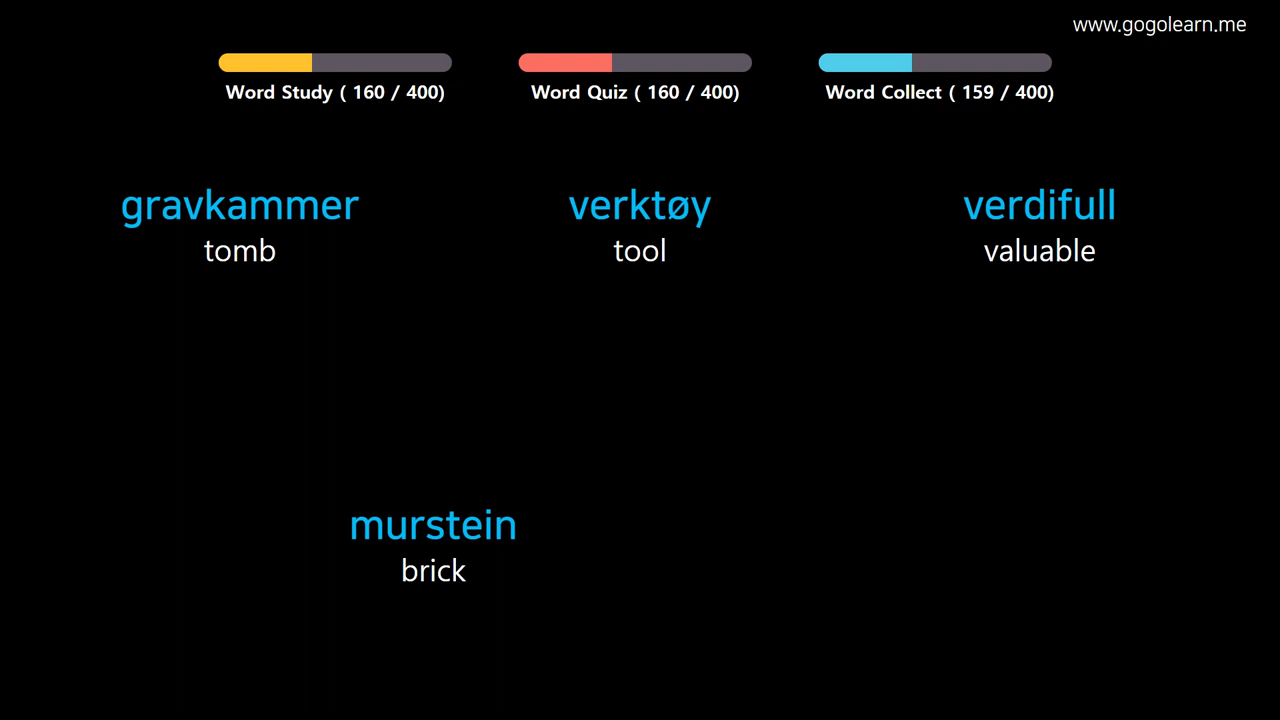 www.gogolearn.me
Word Study ( 160 / 400)
Word Quiz ( 160 / 400)
Word Collect ( 159 / 400)
gravkammer
tomb
verktøy
tool
verdifull
valuable
murstein
brick